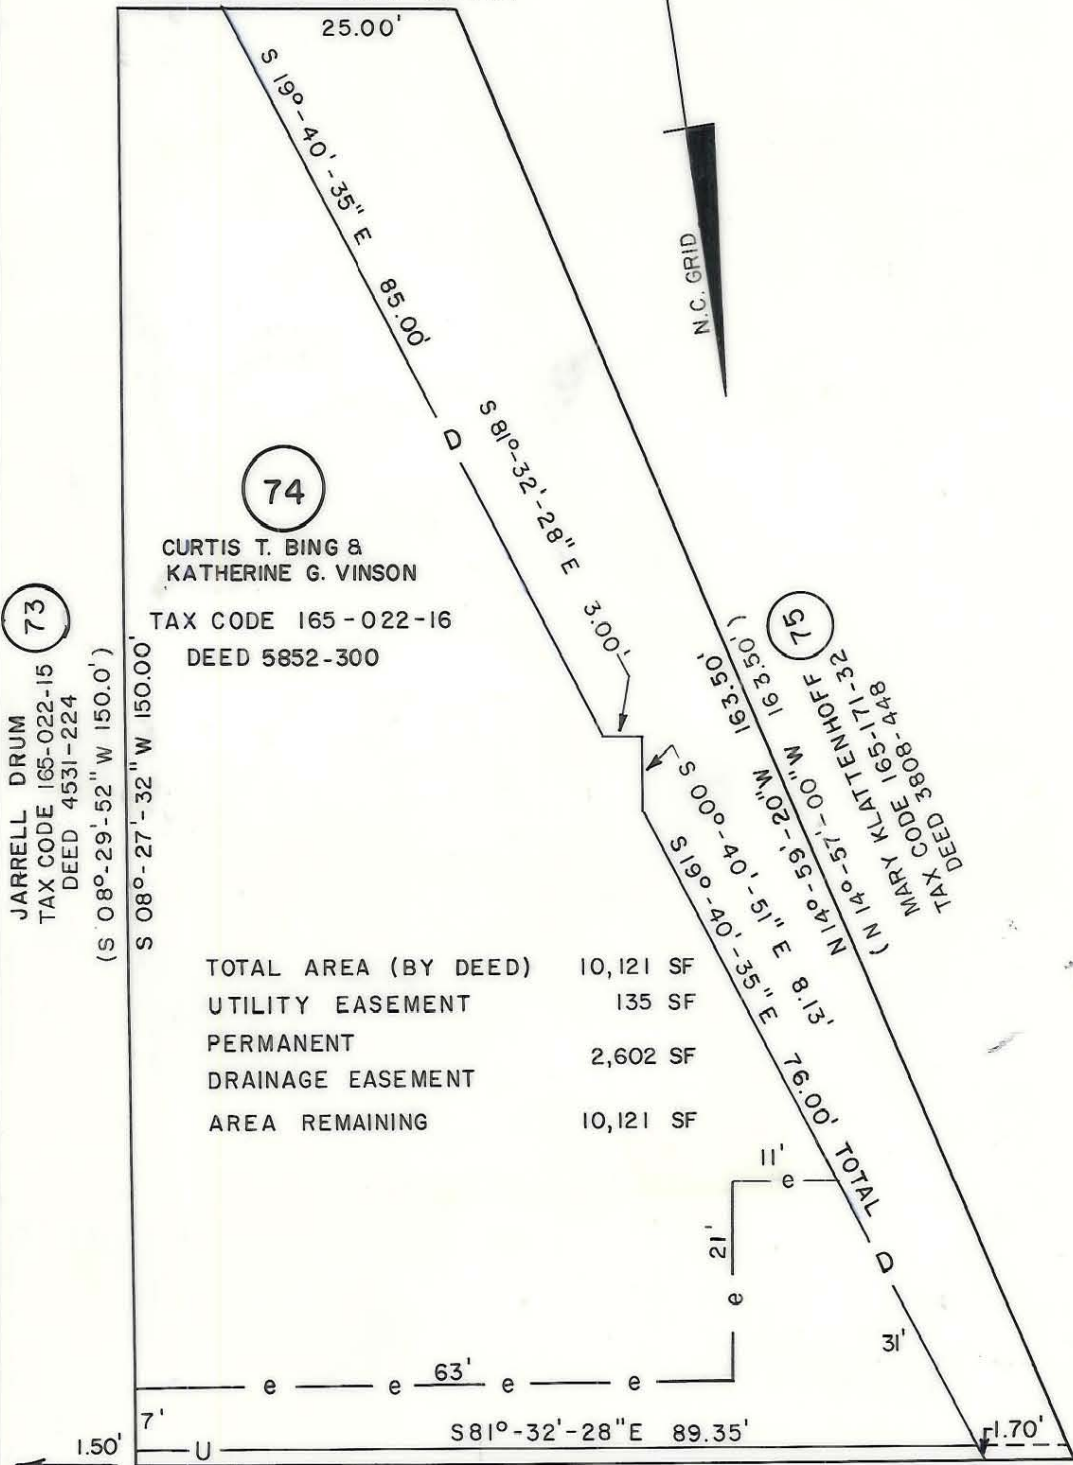 25.00'
S 19°-40'-35" E 85.00'
D
N.C. GRID
S 81°-32'-28" E 3.00'
74
CURTIS T. BING &
KATHERINE G. VINSON
TAX CODE 165-022-16
DEED 5852-300
73
JARRELL DRUM
TAX CODE 165-022-15
DEED 4531-224
(S 08°-29'-52" W 150.0')
S 08°-27'-32" W 150.00'
75
MARY KLATTENHOFF
TAX CODE 165-171-32
DEED 3808-448
N 14°-59'-20" W 163.50'
(N 14°-57'-00" W 163.50')
S 00°-40'-15" E 8.13'
S 19°-40'-35" E 76.00' TOTAL
D
TOTAL AREA (BY DEED) 10,121 SF
UTILITY EASEMENT 135 SF
PERMANENT
DRAINAGE EASEMENT 2,602 SF
AREA REMAINING 10,121 SF
11'
e
21'
e
31'
63'
e e e e
7'
1.50'
U
S81°-32'-28"E 89.35'
1.70'